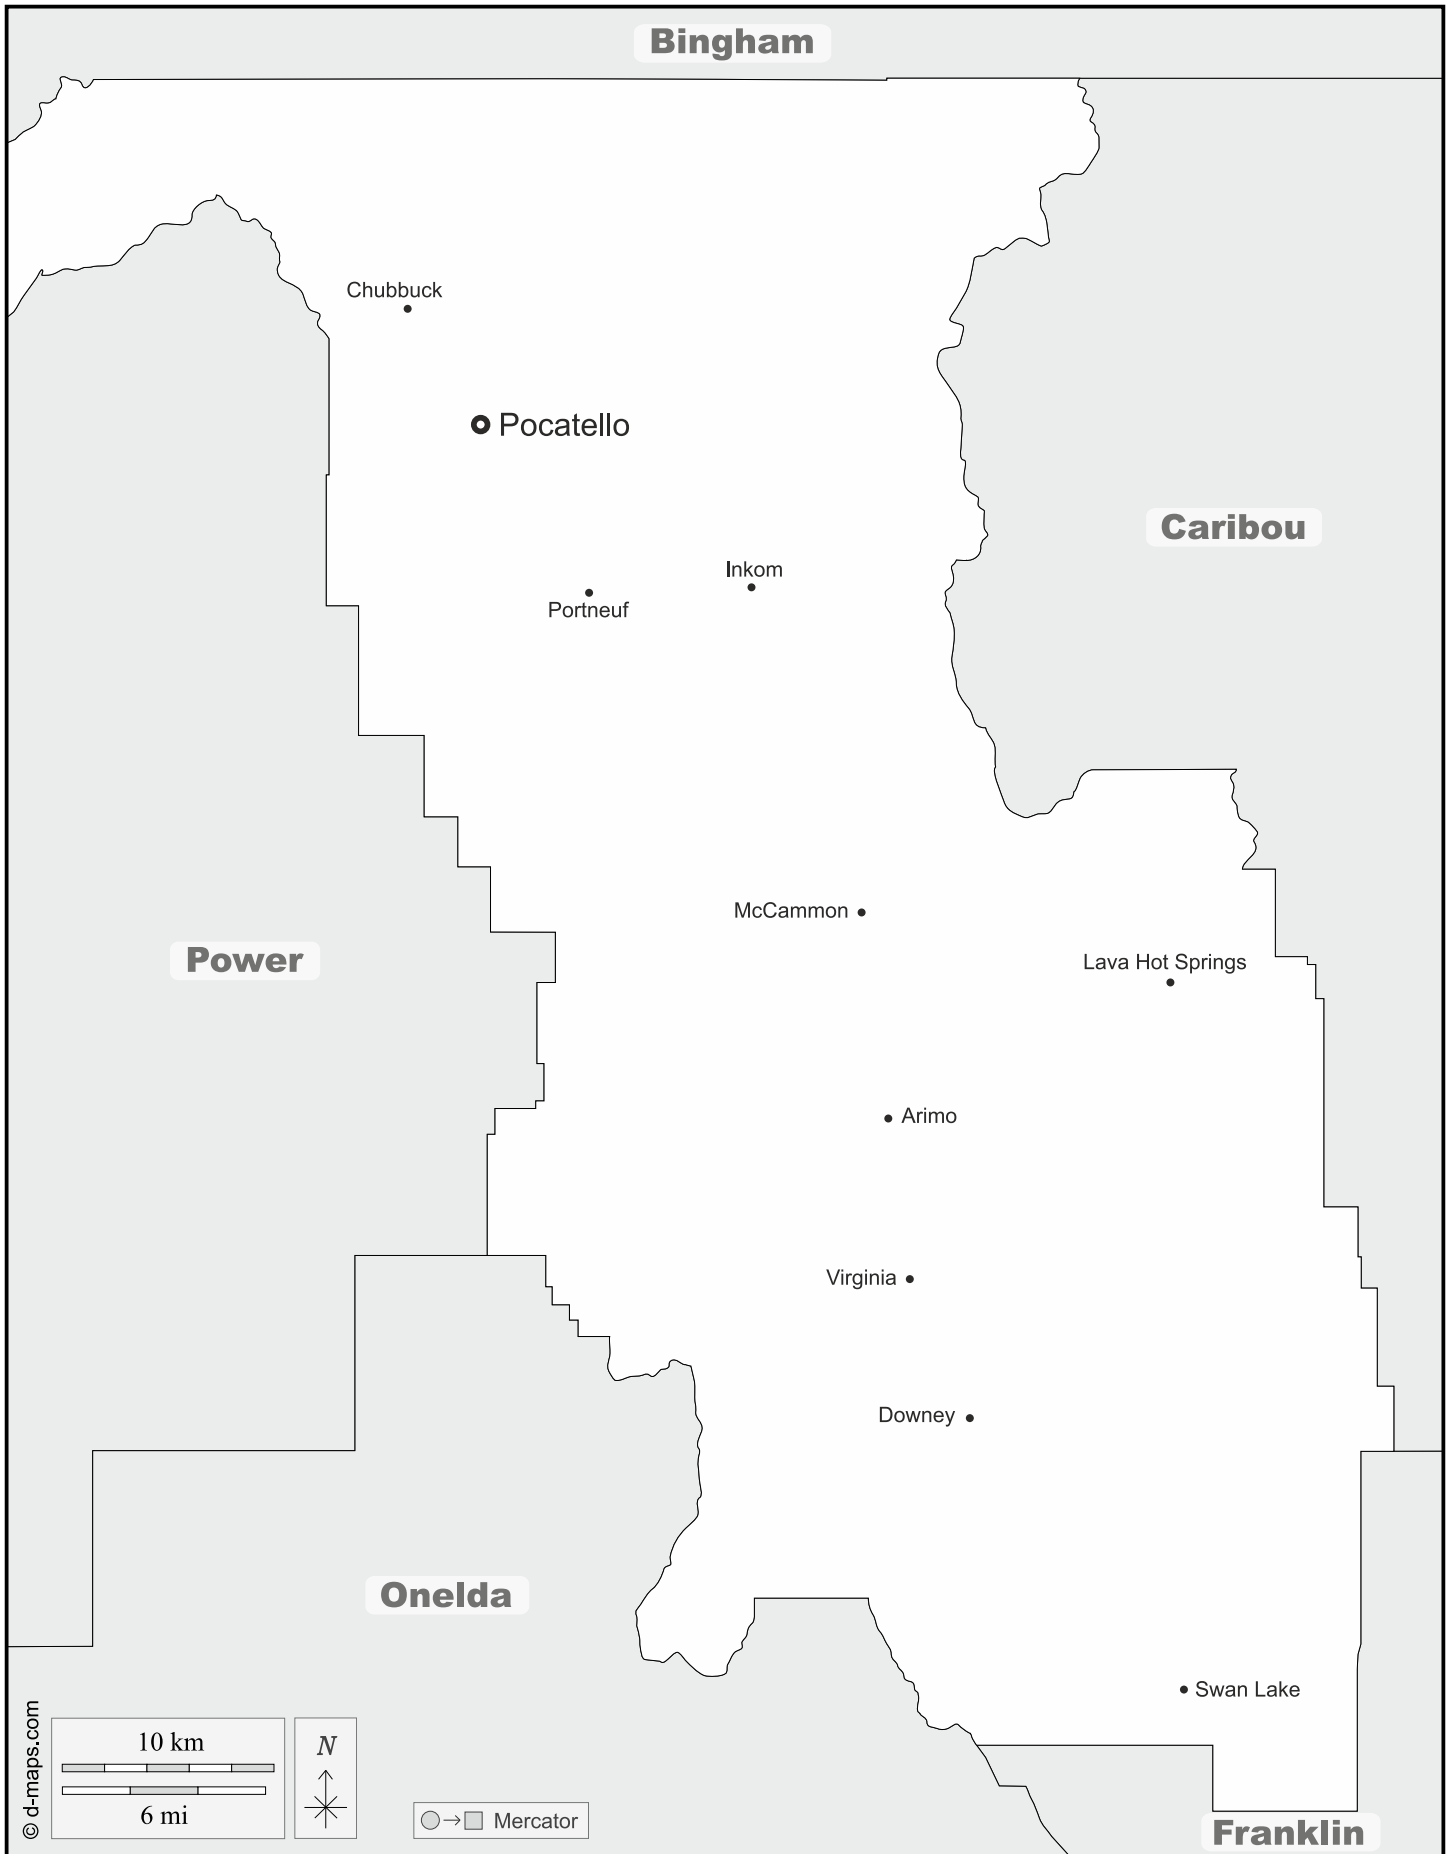 Bingham
Chubbuck
Pocatello
Caribou
Inkom
Portneuf
McCammon
Power
Lava Hot Springs
Arimo
Virginia
Downey
Onelda
Swan Lake
© d-maps.com
10 km
6 mi
N
Mercator
Franklin